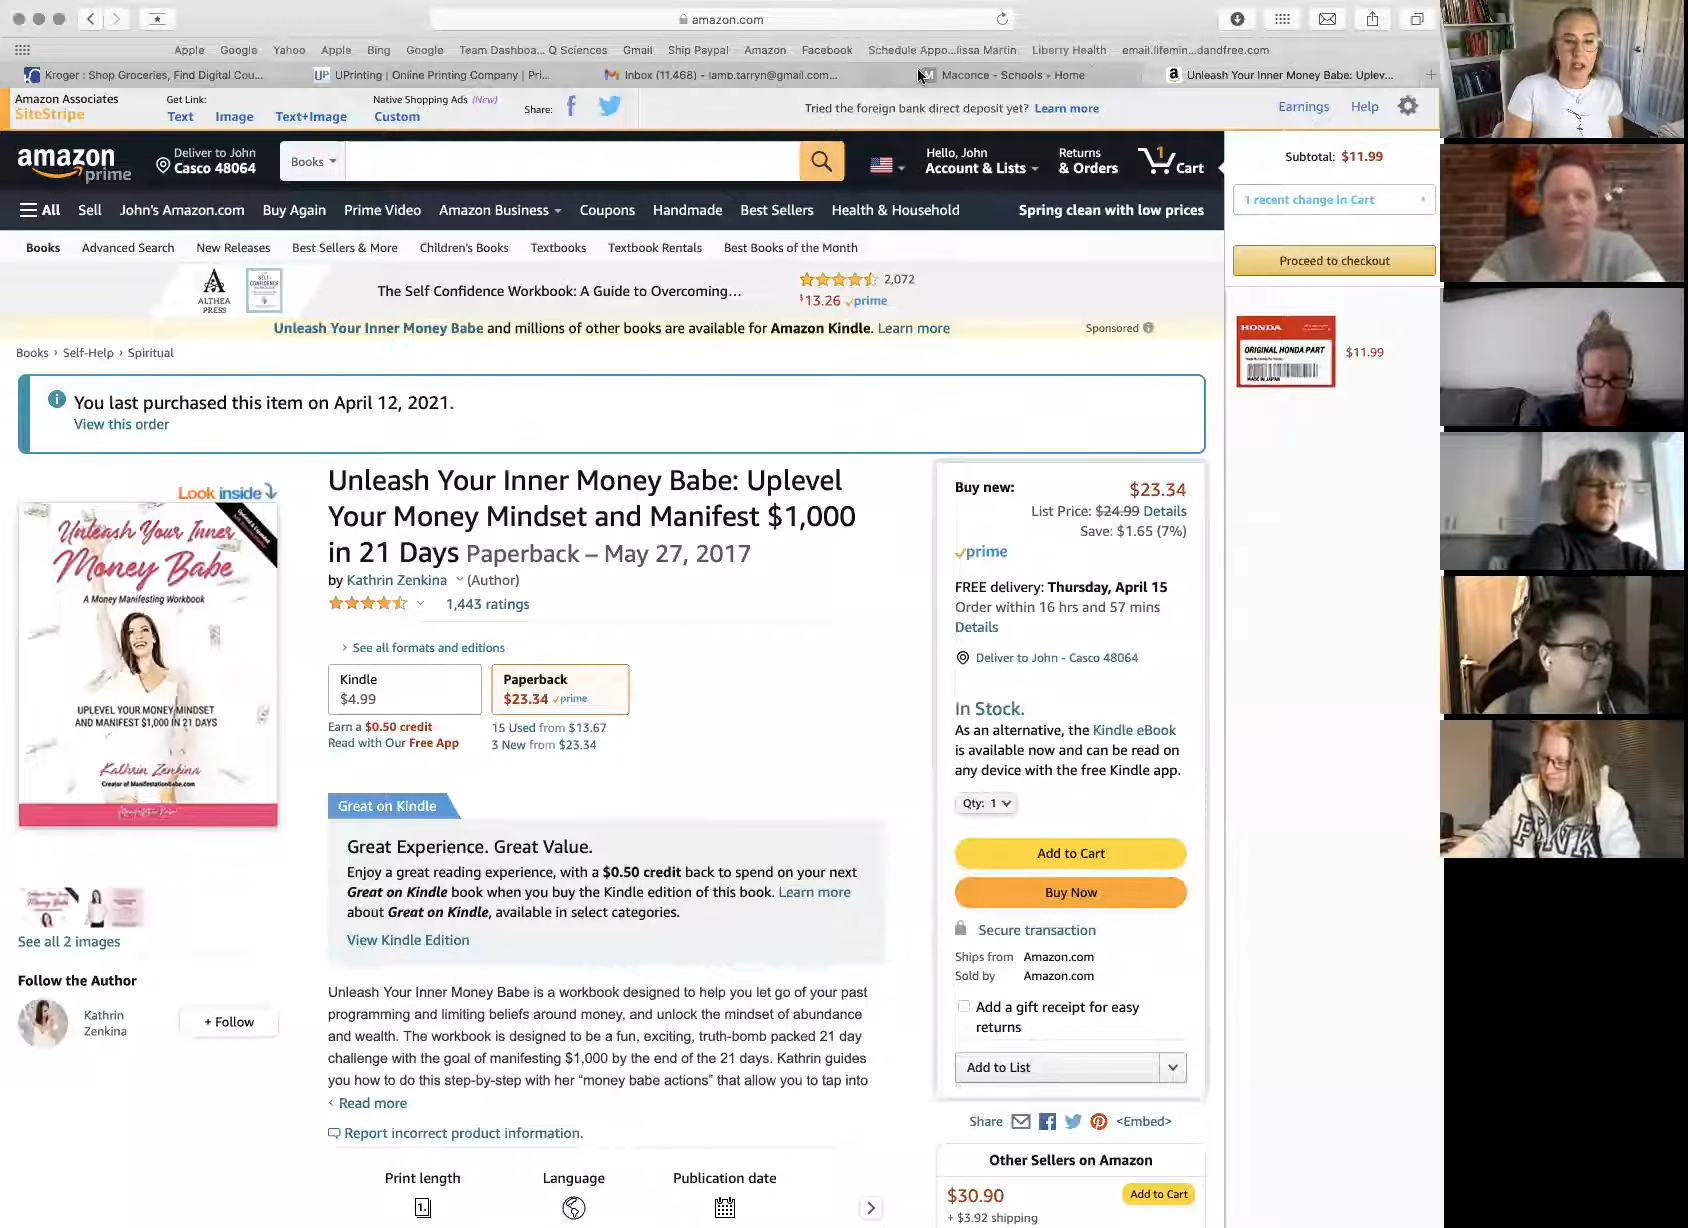 amazon.com
Apple Google Yahoo Apple Bing Google Team Dashboa... Q Sciences Gmail Ship Paypal Amazon Facebook Schedule Appo...lissa Martin Liberty Health email.lifemin...dandfree.com
Kroger : Shop Groceries, Find Digital Cou...
UPrinting | Online Printing Company | Pri...
Inbox (11,468) - lamb.tarryn@gmail.com...
Maconce - Schools - Home
Unleash Your Inner Money Babe: Uplev...
Amazon Associates
SiteStripe
Get Link:
Text Image Text+Image
Native Shopping Ads (New)
Custom
Share:
Tried the foreign bank direct deposit yet? Learn more
Earnings Help
amazon
prime
Deliver to John
Casco 48064
Books
Hello, John
Account & Lists
Returns
& Orders
1
Cart
Subtotal: $11.99
1 recent change in Cart
Proceed to checkout
HONDA
ORIGINAL HONDA PART
MADE IN JAPAN
$11.99
All Sell John's Amazon.com Buy Again Prime Video Amazon Business Coupons Handmade Best Sellers Health & Household Spring clean with low prices
Books Advanced Search New Releases Best Sellers & More Children's Books Textbooks Textbook Rentals Best Books of the Month
ALTHEA
PRESS
SELF-
CONFIDENCE
The Self Confidence Workbook: A Guide to Overcoming...
2,072
$13.26 prime
Unleash Your Inner Money Babe and millions of other books are available for Amazon Kindle. Learn more
Sponsored
Books › Self-Help › Spiritual
You last purchased this item on April 12, 2021.
View this order
Look inside
Unleash Your Inner
Money Babe
A Money Manifesting Workbook
UPLEVEL YOUR MONEY MINDSET
AND MANIFEST $1,000 IN 21 DAYS
Kathrin Zenkina
Creator of ManifestationBabe.com
See all 2 images
Follow the Author
Kathrin
Zenkina
+ Follow
Unleash Your Inner Money Babe: Uplevel
Your Money Mindset and Manifest $1,000
in 21 Days Paperback – May 27, 2017
by Kathrin Zenkina (Author)
1,443 ratings
› See all formats and editions
Kindle
$4.99
Paperback
$23.34 prime
Earn a $0.50 credit
Read with Our Free App
15 Used from $13.67
3 New from $23.34
Great on Kindle
Great Experience. Great Value.
Enjoy a great reading experience, with a $0.50 credit back to spend on your next
Great on Kindle book when you buy the Kindle edition of this book. Learn more
about Great on Kindle, available in select categories.
View Kindle Edition
Unleash Your Inner Money Babe is a workbook designed to help you let go of your past
programming and limiting beliefs around money, and unlock the mindset of abundance
and wealth. The workbook is designed to be a fun, exciting, truth-bomb packed 21 day
challenge with the goal of manifesting $1,000 by the end of the 21 days. Kathrin guides
you how to do this step-by-step with her “money babe actions” that allow you to tap into
‹ Read more
Report incorrect product information.
Print length
Language
Publication date
Buy new:
$23.34
List Price: $24.99 Details
Save: $1.65 (7%)
prime
FREE delivery: Thursday, April 15
Order within 16 hrs and 57 mins
Details
Deliver to John - Casco 48064
In Stock.
As an alternative, the Kindle eBook
is available now and can be read on
any device with the free Kindle app.
Qty: 1
Add to Cart
Buy Now
Secure transaction
Ships from Amazon.com
Sold by Amazon.com
Add a gift receipt for easy
returns
Add to List
Share <Embed>
Other Sellers on Amazon
$30.90
Add to Cart
+ $3.92 shipping
PINK